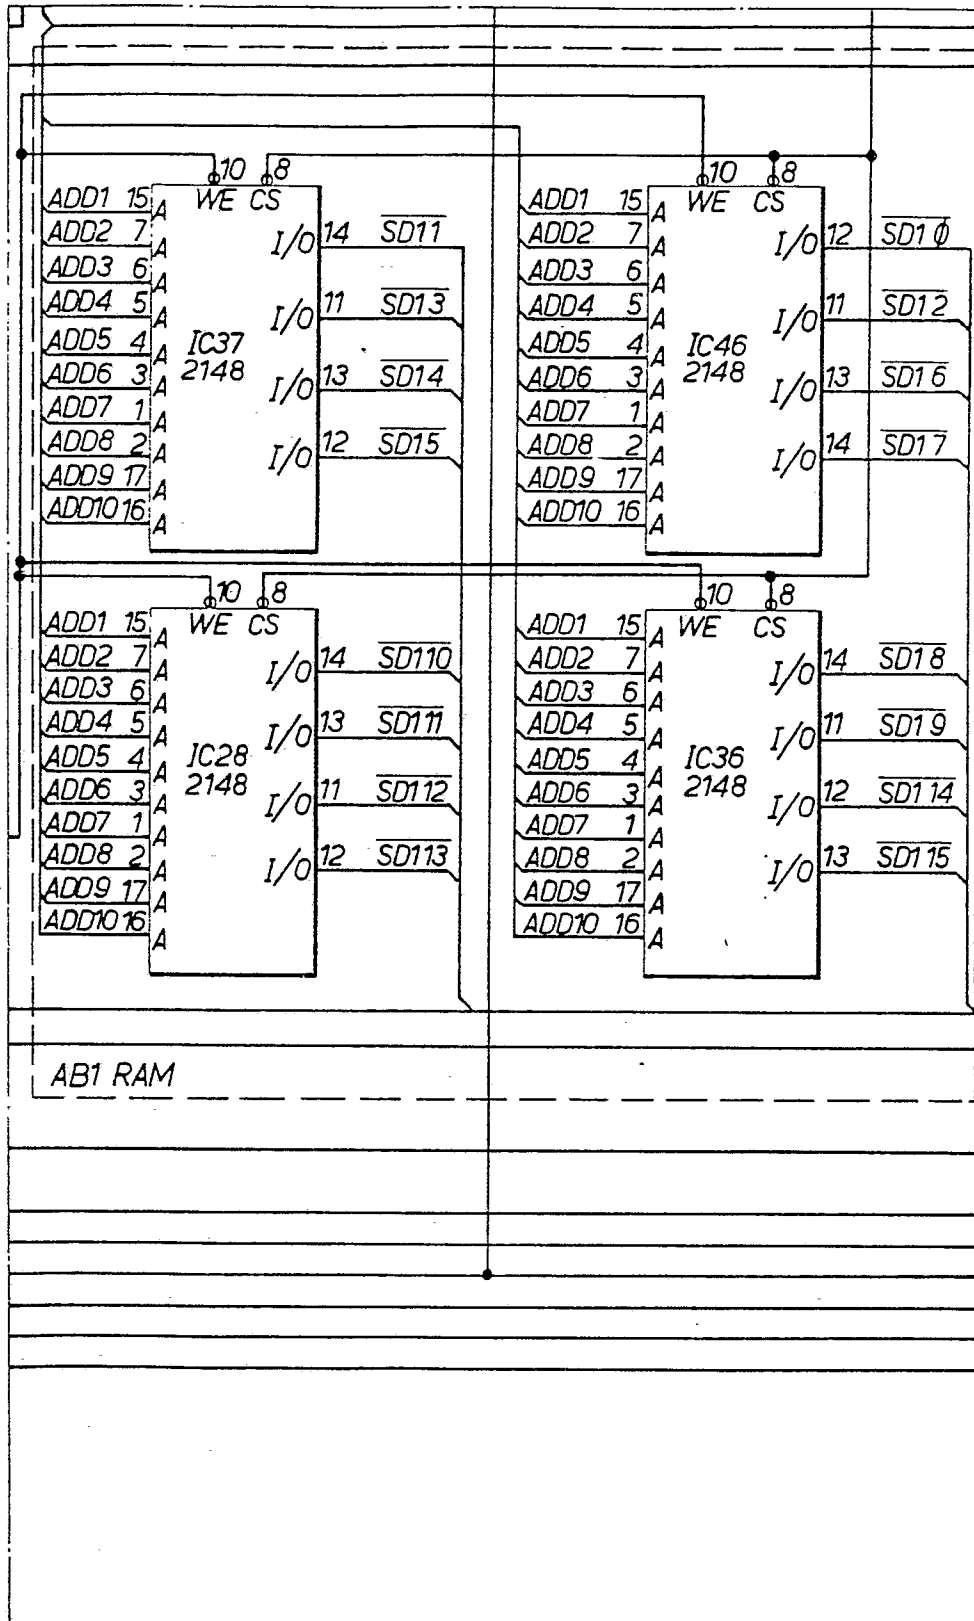 10 8
WE CS
ADD1 15 A
ADD2 7 A
ADD3 6 A
ADD4 5 A
ADD5 4 A
ADD6 3 A
ADD7 1 A
ADD8 2 A
ADD9 17 A
ADD10 16 A
IC37
2148
I/O 14 SD11
I/O 11 SD13
I/O 13 SD14
I/O 12 SD15
10 8
WE CS
ADD1 15 A
ADD2 7 A
ADD3 6 A
ADD4 5 A
ADD5 4 A
ADD6 3 A
ADD7 1 A
ADD8 2 A
ADD9 17 A
ADD10 16 A
IC46
2148
I/O 12 SD10
I/O 11 SD12
I/O 13 SD16
I/O 14 SD17
10 8
WE CS
ADD1 15 A
ADD2 7 A
ADD3 6 A
ADD4 5 A
ADD5 4 A
ADD6 3 A
ADD7 1 A
ADD8 2 A
ADD9 17 A
ADD10 16 A
IC28
2148
I/O 14 SD110
I/O 13 SD111
I/O 11 SD112
I/O 12 SD113
10 8
WE CS
ADD1 15 A
ADD2 7 A
ADD3 6 A
ADD4 5 A
ADD5 4 A
ADD6 3 A
ADD7 1 A
ADD8 2 A
ADD9 17 A
ADD10 16 A
IC36
2148
I/O 14 SD18
I/O 11 SD19
I/O 12 SD114
I/O 13 SD115
AB1 RAM